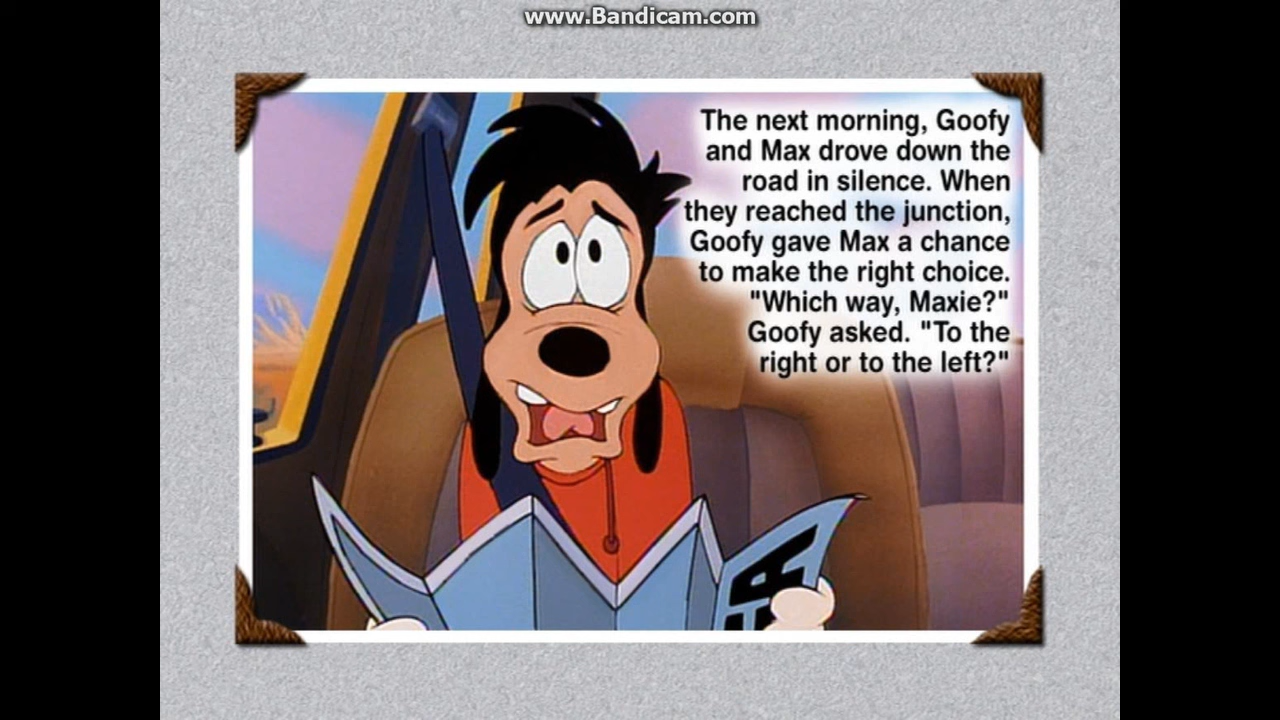 www.Bandicam.com
The next morning, Goofy
and Max drove down the
road in silence. When
they reached the junction,
Goofy gave Max a chance
to make the right choice.
"Which way, Maxie?"
Goofy asked. "To the
right or to the left?"